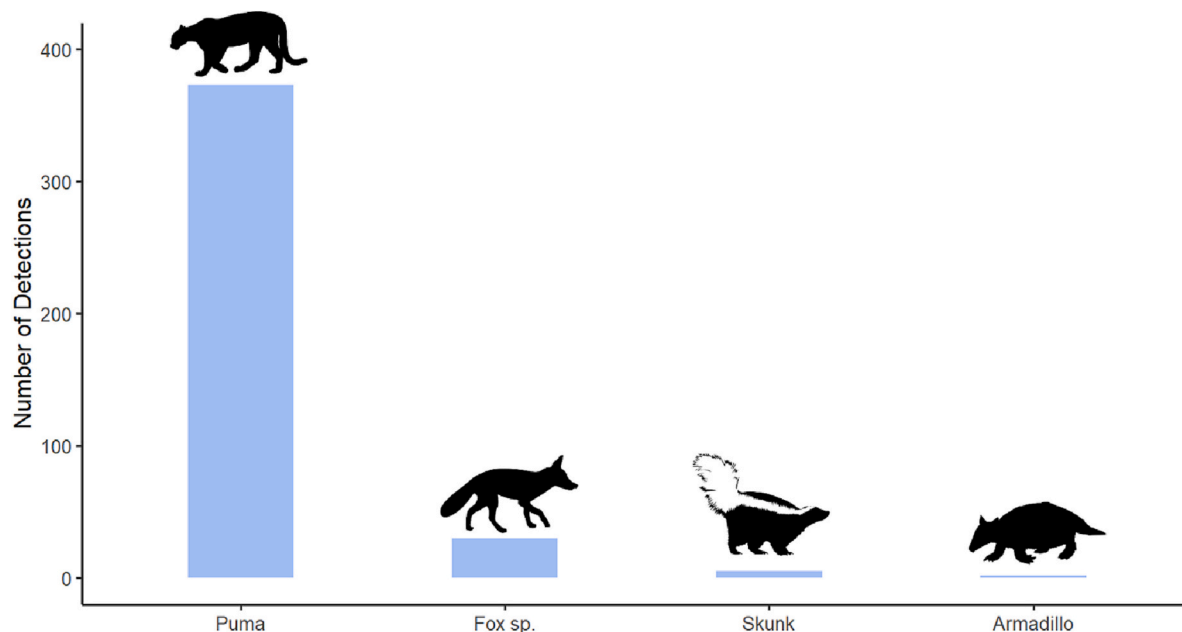 Number of Detections
400
300
200
100
0
Puma
Fox sp.
Skunk
Armadillo